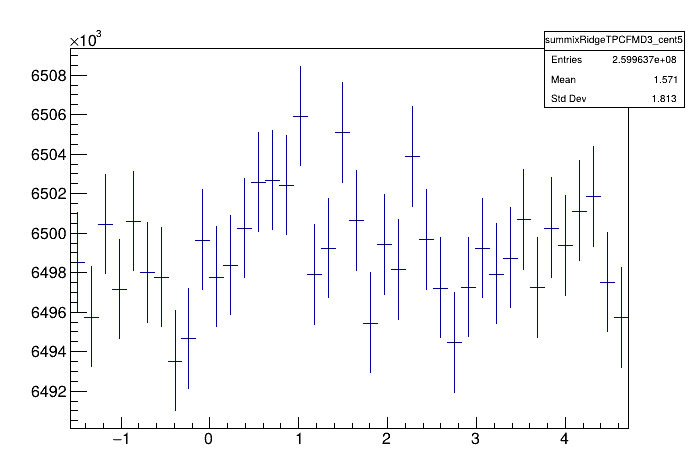 ×10³
summixRidgeTPCFMD3_cent5
Entries 2.599637e+08
Mean 1.571
Std Dev 1.813
6508
6506
6504
6502
6500
6498
6496
6494
6492
−1 0 1 2 3 4